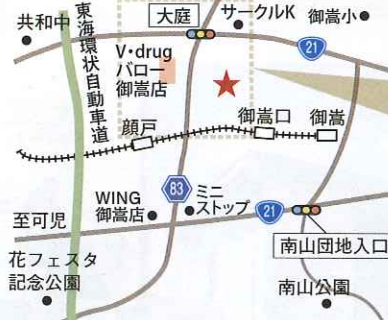 共和中
東海環状自動車道
大庭
サークルK
御嵩小
21
V・drug
バロー
御嵩店
顔戸
御嵩口
御嵩
WING
御嵩店
83
ミニ
ストップ
21
至可児
南山団地入口
花フェスタ
記念公園
南山公園